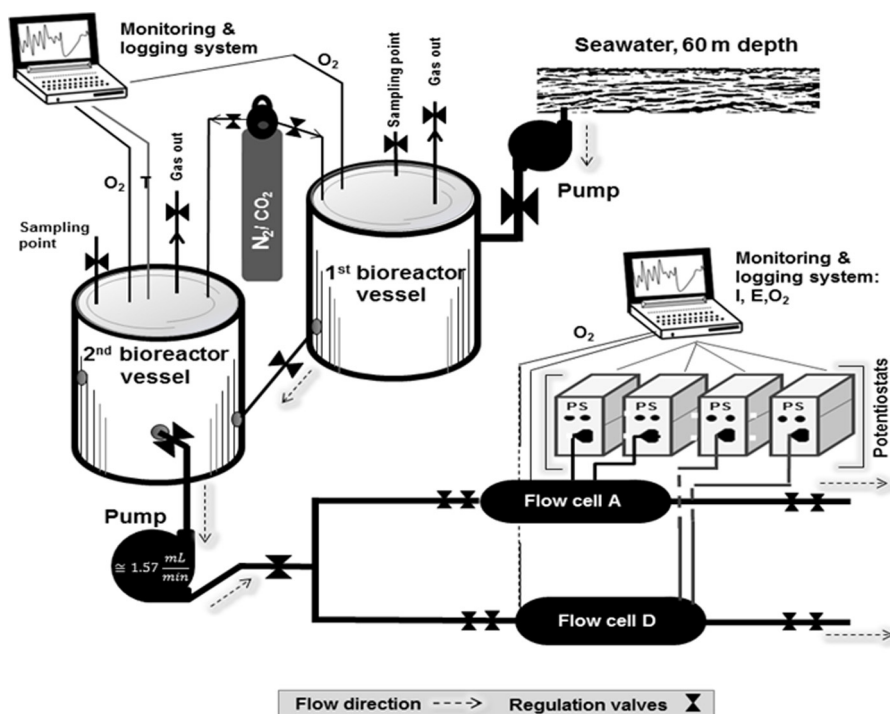 Monitoring &
logging system
O₂
Sampling point
Gas out
Seawater, 60 m depth
Pump
O₂
T
Gas out
N₂/ CO₂
Sampling
point
1ˢᵗ bioreactor
vessel
2ⁿᵈ bioreactor
vessel
Monitoring &
logging system:
I, E,O₂
O₂
PS
PS
PS
PS
Potentiostats
Flow cell A
Pump
≅ 1.57 mL/min
Flow cell D
Flow direction
Regulation valves